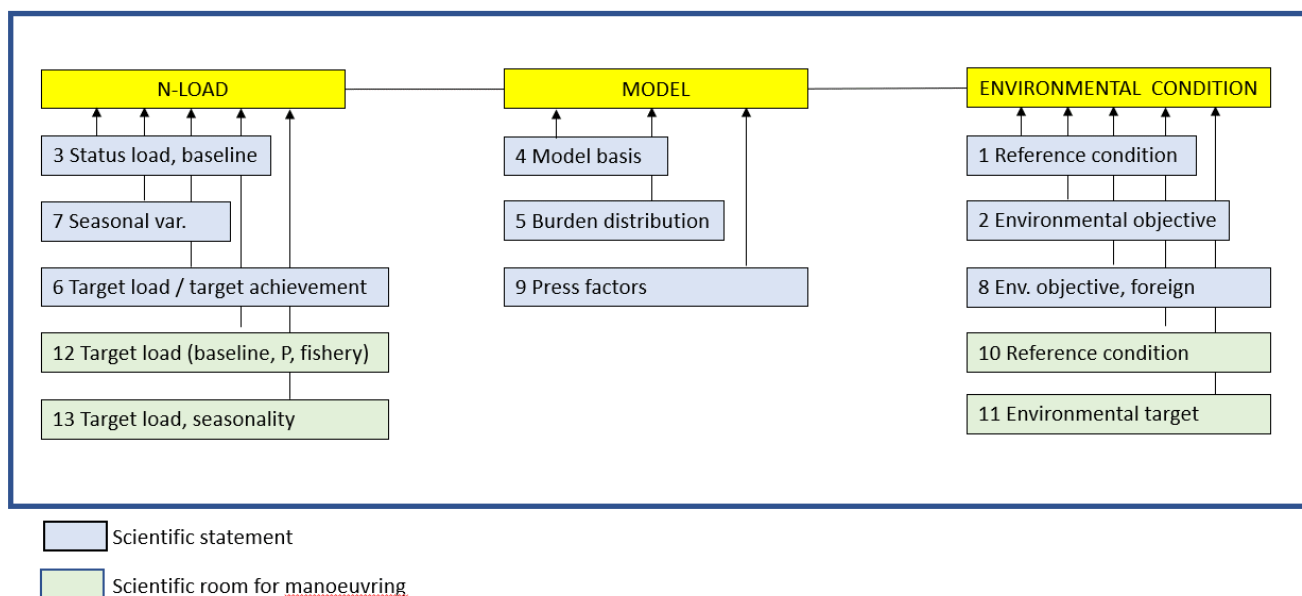 N-LOAD
MODEL
ENVIRONMENTAL CONDITION
3 Status load, baseline
7 Seasonal var.
6 Target load / target achievement
12 Target load (baseline, P, fishery)
13 Target load, seasonality
4 Model basis
5 Burden distribution
9 Press factors
1 Reference condition
2 Environmental objective
8 Env. objective, foreign
10 Reference condition
11 Environmental target
Scientific statement
Scientific room for manoeuvring